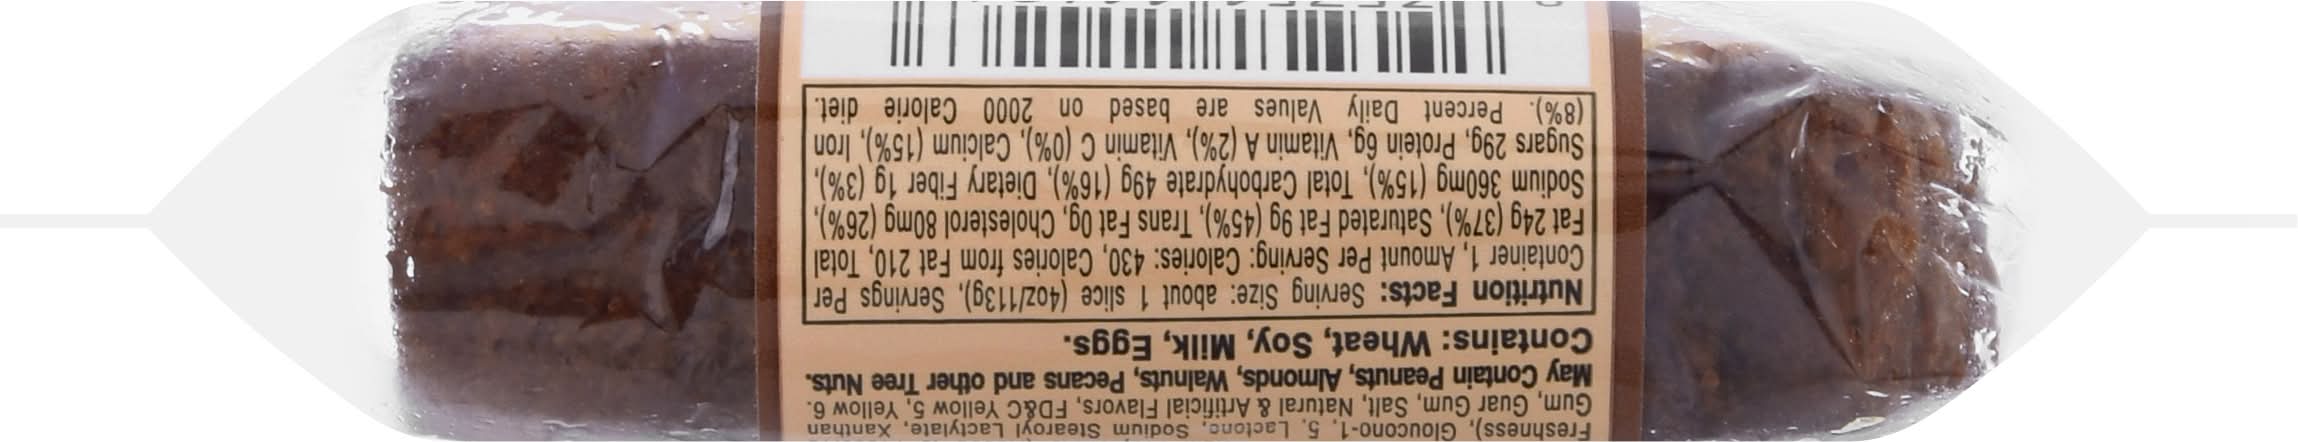 Freshness), Glucono-1, 5, Lactone, Sodium Stearoyl Lactylate, Xanthan
Gum, Guar Gum, Salt, Natural & Artificial Flavors, FD&C Yellow 5, Yellow 6.
May Contain Peanuts, Almonds, Walnuts, Pecans and other Tree Nuts.
Contains: Wheat, Soy, Milk, Eggs.
Nutrition Facts: Serving Size: about 1 slice (4oz/113g), Servings Per
Container 1, Amount Per Serving: Calories: 430, Calories from Fat 210, Total
Fat 24g (37%), Saturated Fat 9g (45%), Trans Fat 0g, Cholesterol 80mg (26%),
Sodium 360mg (15%), Total Carbohydrate 49g (16%), Dietary Fiber 1g (3%),
Sugars 29g, Protein 6g, Vitamin A (2%), Vitamin C (0%), Calcium (15%), Iron
(8%). Percent Daily Values are based on 2000 Calorie diet.